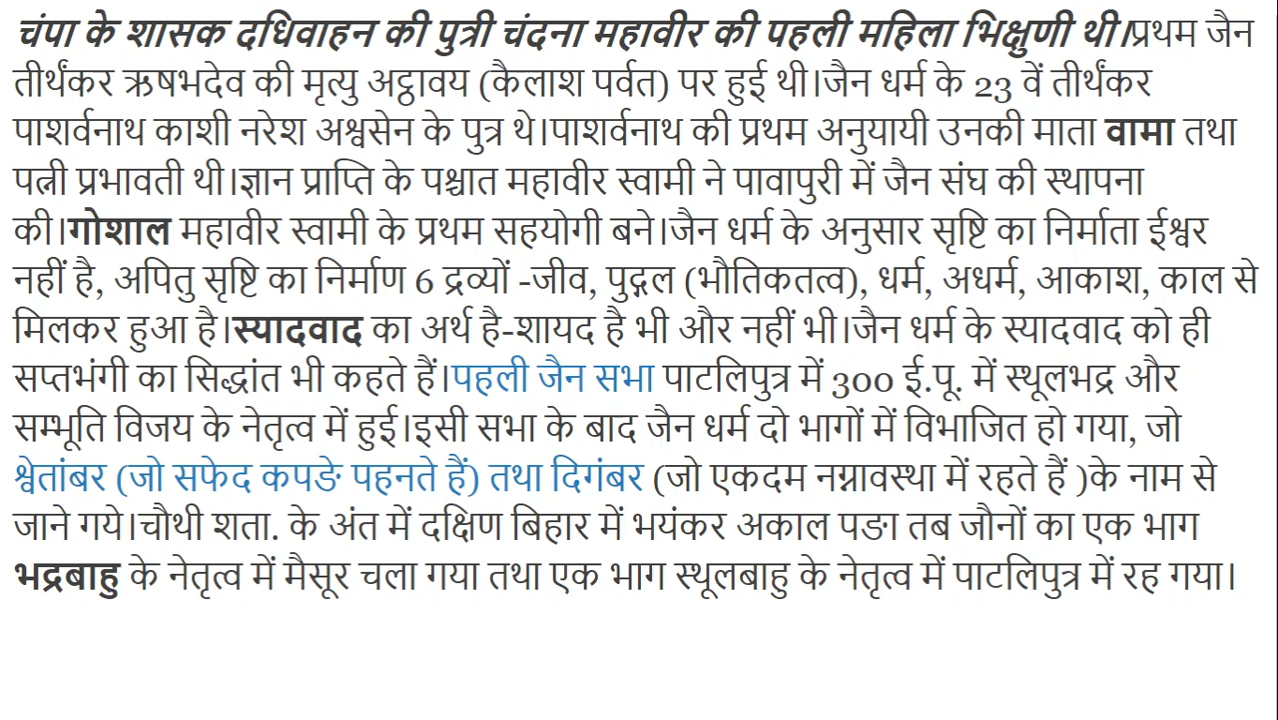 चंपा के शासक दधिवाहन की पुत्री चंदना महावीर की पहली महिला भिक्षुणी थी।प्रथम जैन
तीर्थंकर ऋषभदेव की मृत्यु अट्ठावय (कैलाश पर्वत) पर हुई थी।जैन धर्म के 23 वें तीर्थंकर
पाशर्वनाथ काशी नरेश अश्वसेन के पुत्र थे।पाशर्वनाथ की प्रथम अनुयायी उनकी माता वामा तथा
पत्नी प्रभावती थी।ज्ञान प्राप्ति के पश्चात महावीर स्वामी ने पावापुरी में जैन संघ की स्थापना
की।गोशाल महावीर स्वामी के प्रथम सहयोगी बने।जैन धर्म के अनुसार सृष्टि का निर्माता ईश्वर
नहीं है, अपितु सृष्टि का निर्माण 6 द्रव्यों -जीव, पुद्गल (भौतिकतत्व), धर्म, अधर्म, आकाश, काल से
मिलकर हुआ है।स्यादवाद का अर्थ है-शायद है भी और नहीं भी।जैन धर्म के स्यादवाद को ही
सप्तभंगी का सिद्धांत भी कहते हैं।पहली जैन सभा पाटलिपुत्र में 300 ई.पू. में स्थूलभद्र और
सम्भूति विजय के नेतृत्व में हुई।इसी सभा के बाद जैन धर्म दो भागों में विभाजित हो गया, जो
श्वेतांबर (जो सफेद कपङे पहनते हैं) तथा दिगंबर (जो एकदम नग्नावस्था में रहते हैं )के नाम से
जाने गये।चौथी शता. के अंत में दक्षिण बिहार में भयंकर अकाल पङा तब जौनों का एक भाग
भद्रबाहु के नेतृत्व में मैसूर चला गया तथा एक भाग स्थूलबाहु के नेतृत्व में पाटलिपुत्र में रह गया।